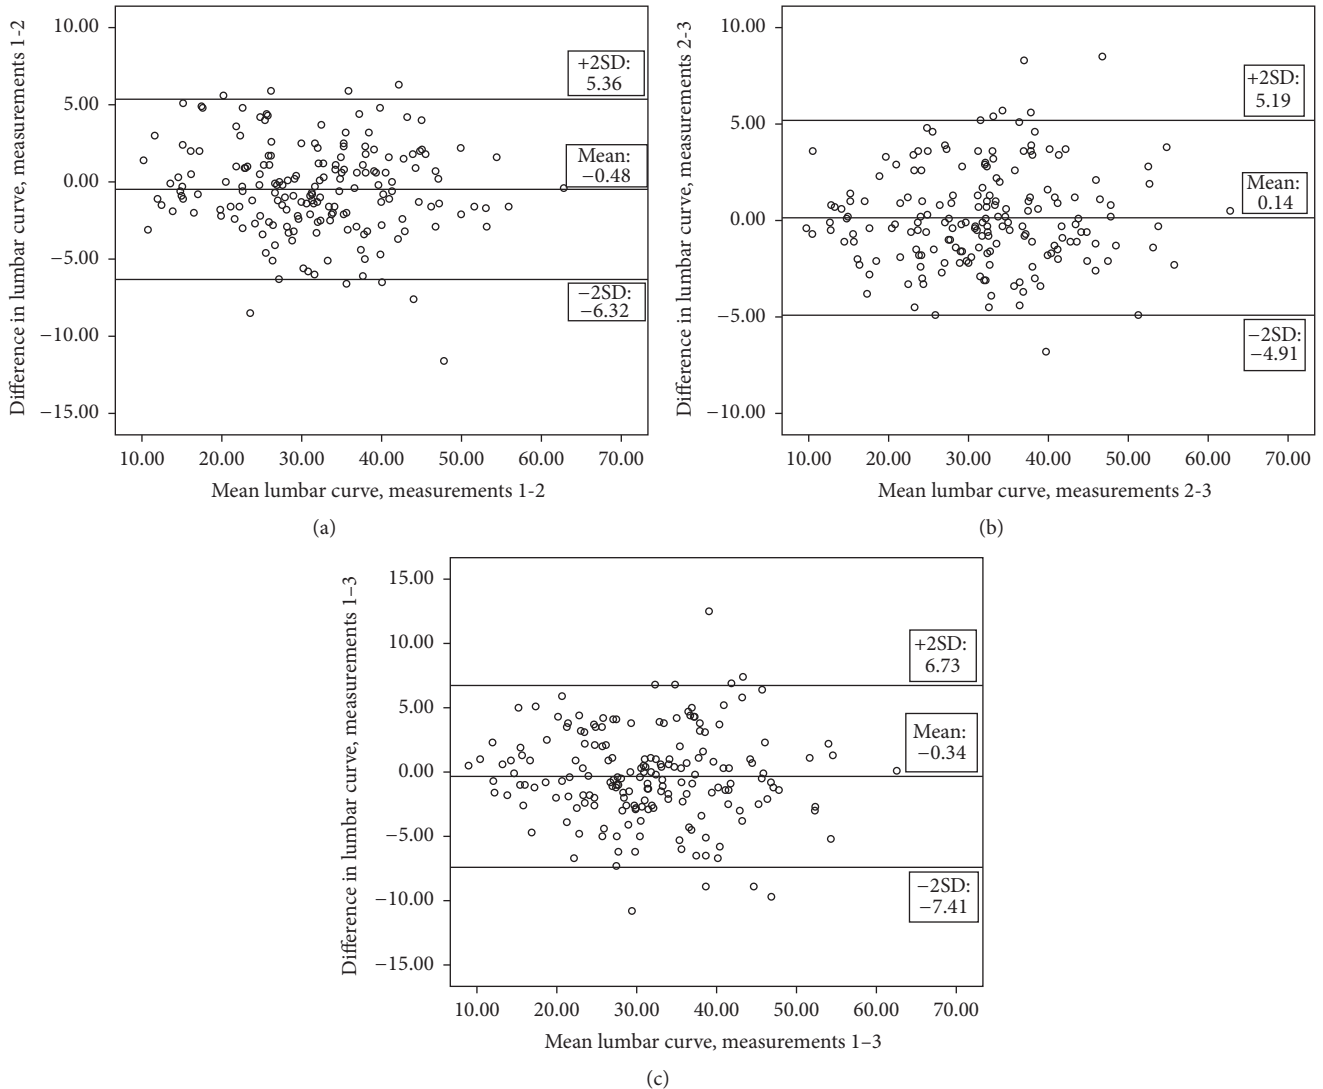 Difference in lumbar curve, measurements 1-2
10.00
5.00
0.00
−5.00
−10.00
−15.00
+2SD:
5.36
Mean:
−0.48
−2SD:
−6.32
10.00 20.00 30.00 40.00 50.00 60.00 70.00
Mean lumbar curve, measurements 1-2
(a)
Difference in lumbar curve, measurements 2-3
10.00
5.00
0.00
−5.00
−10.00
+2SD:
5.19
Mean:
0.14
−2SD:
−4.91
10.00 20.00 30.00 40.00 50.00 60.00 70.00
Mean lumbar curve, measurements 2-3
(b)
Difference in lumbar curve, measurements 1–3
15.00
10.00
5.00
0.00
−5.00
−10.00
−15.00
+2SD:
6.73
Mean:
−0.34
−2SD:
−7.41
10.00 20.00 30.00 40.00 50.00 60.00 70.00
Mean lumbar curve, measurements 1–3
(c)